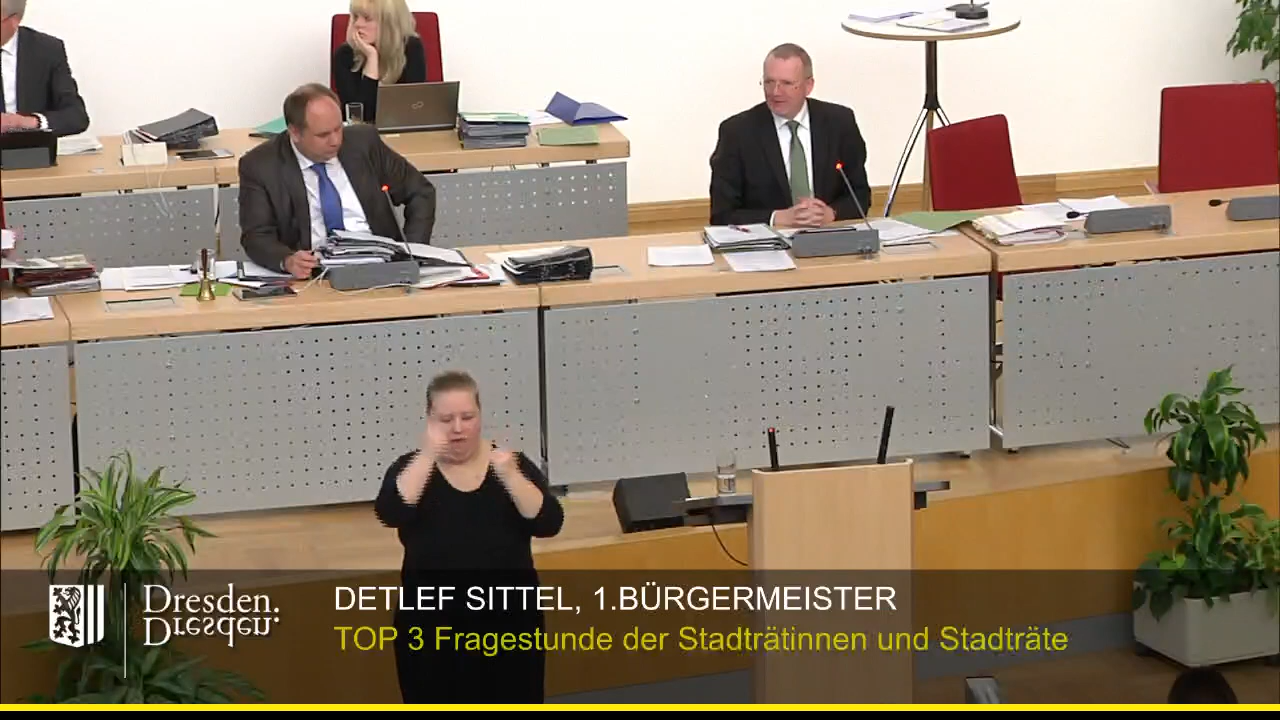 Dresden.
DETLEF SITTEL, 1.BÜRGERMEISTER
TOP 3 Fragestunde der Stadträtinnen und Stadträte